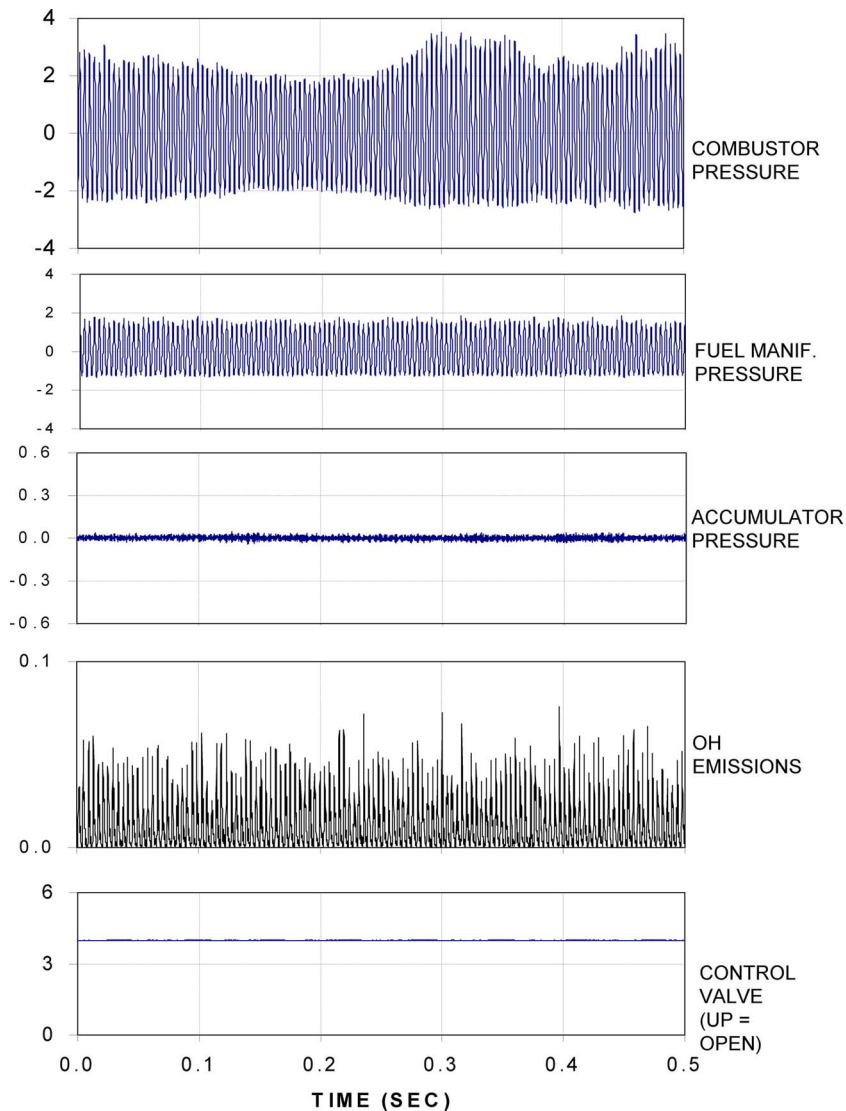 4
2
0
-2
-4
COMBUSTOR
PRESSURE
4
2
0
-2
-4
FUEL MANIF.
PRESSURE
0.6
0.3
0.0
-0.3
-0.6
ACCUMULATOR
PRESSURE
0.1
0.0
OH
EMISSIONS
6
3
0
CONTROL
VALVE
(UP =
OPEN)
0.0 0.1 0.2 0.3 0.4 0.5
TIME (SEC)